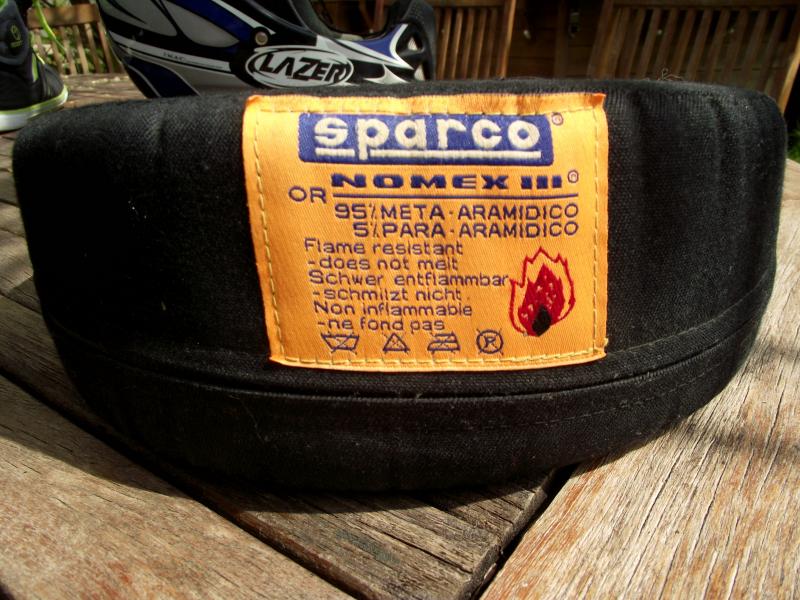 LAZER
sparco®
NOMEX III®
OR
95% META-ARAMIDICO
5% PARA-ARAMIDICO
Flame resistant
-does not melt
Schwer entflammbar
-schmilzt nicht
Non inflammable
-ne fond pas